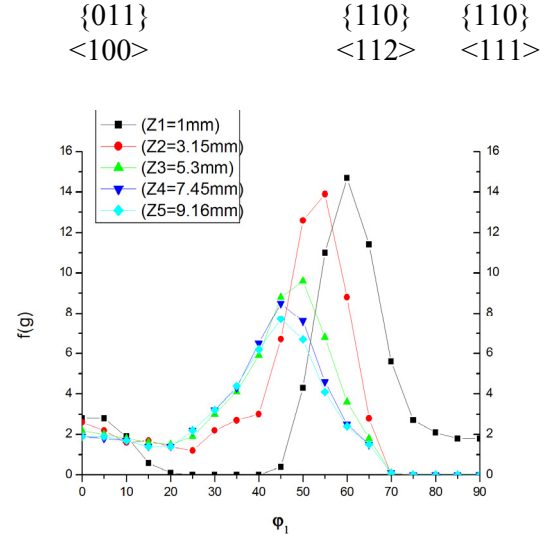 {011} {110} {110}
<100> <112> <111>
(Z1=1mm)
(Z2=3.15mm)
(Z3=5.3mm)
(Z4=7.45mm)
(Z5=9.16mm)
16 16
14 14
12 12
10 10
8 8
6 6
4 4
2 2
0 0
f(g)
0 10 20 30 40 50 60 70 80 90
φ1